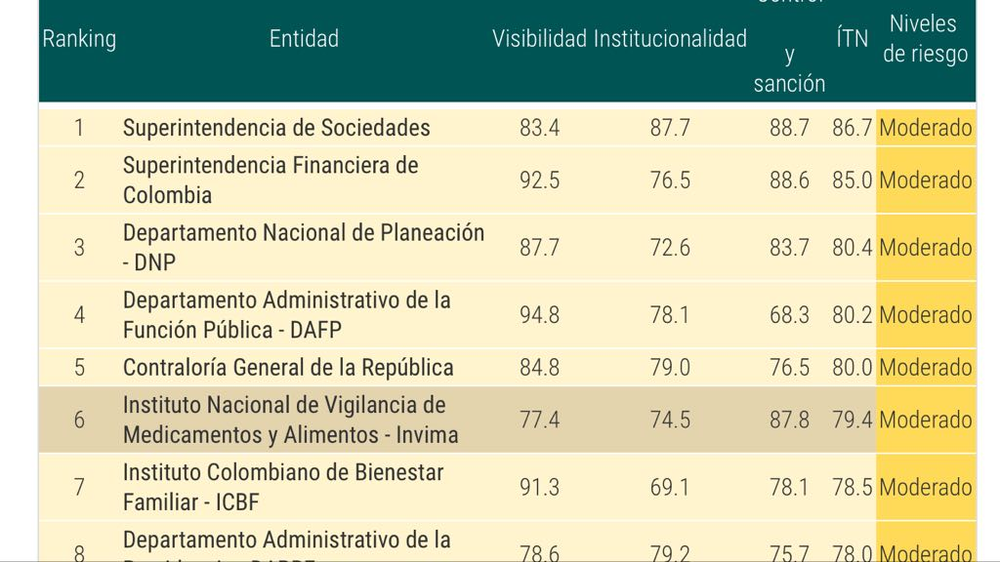 Ranking Entidad Visibilidad Institucionalidad y sanción ÍTN Niveles de riesgo
1 Superintendencia de Sociedades 83.4 87.7 88.7 86.7 Moderado
2 Superintendencia Financiera de
Colombia 92.5 76.5 88.6 85.0 Moderado
3 Departamento Nacional de Planeación
- DNP 87.7 72.6 83.7 80.4 Moderado
4 Departamento Administrativo de la
Función Pública - DAFP 94.8 78.1 68.3 80.2 Moderado
5 Contraloría General de la República 84.8 79.0 76.5 80.0 Moderado
6 Instituto Nacional de Vigilancia de
Medicamentos y Alimentos - Invima 77.4 74.5 87.8 79.4 Moderado
7 Instituto Colombiano de Bienestar
Familiar - ICBF 91.3 69.1 78.1 78.5 Moderado
8 Departamento Administrativo de la 78.6 79.2 75.7 78.0 Moderado